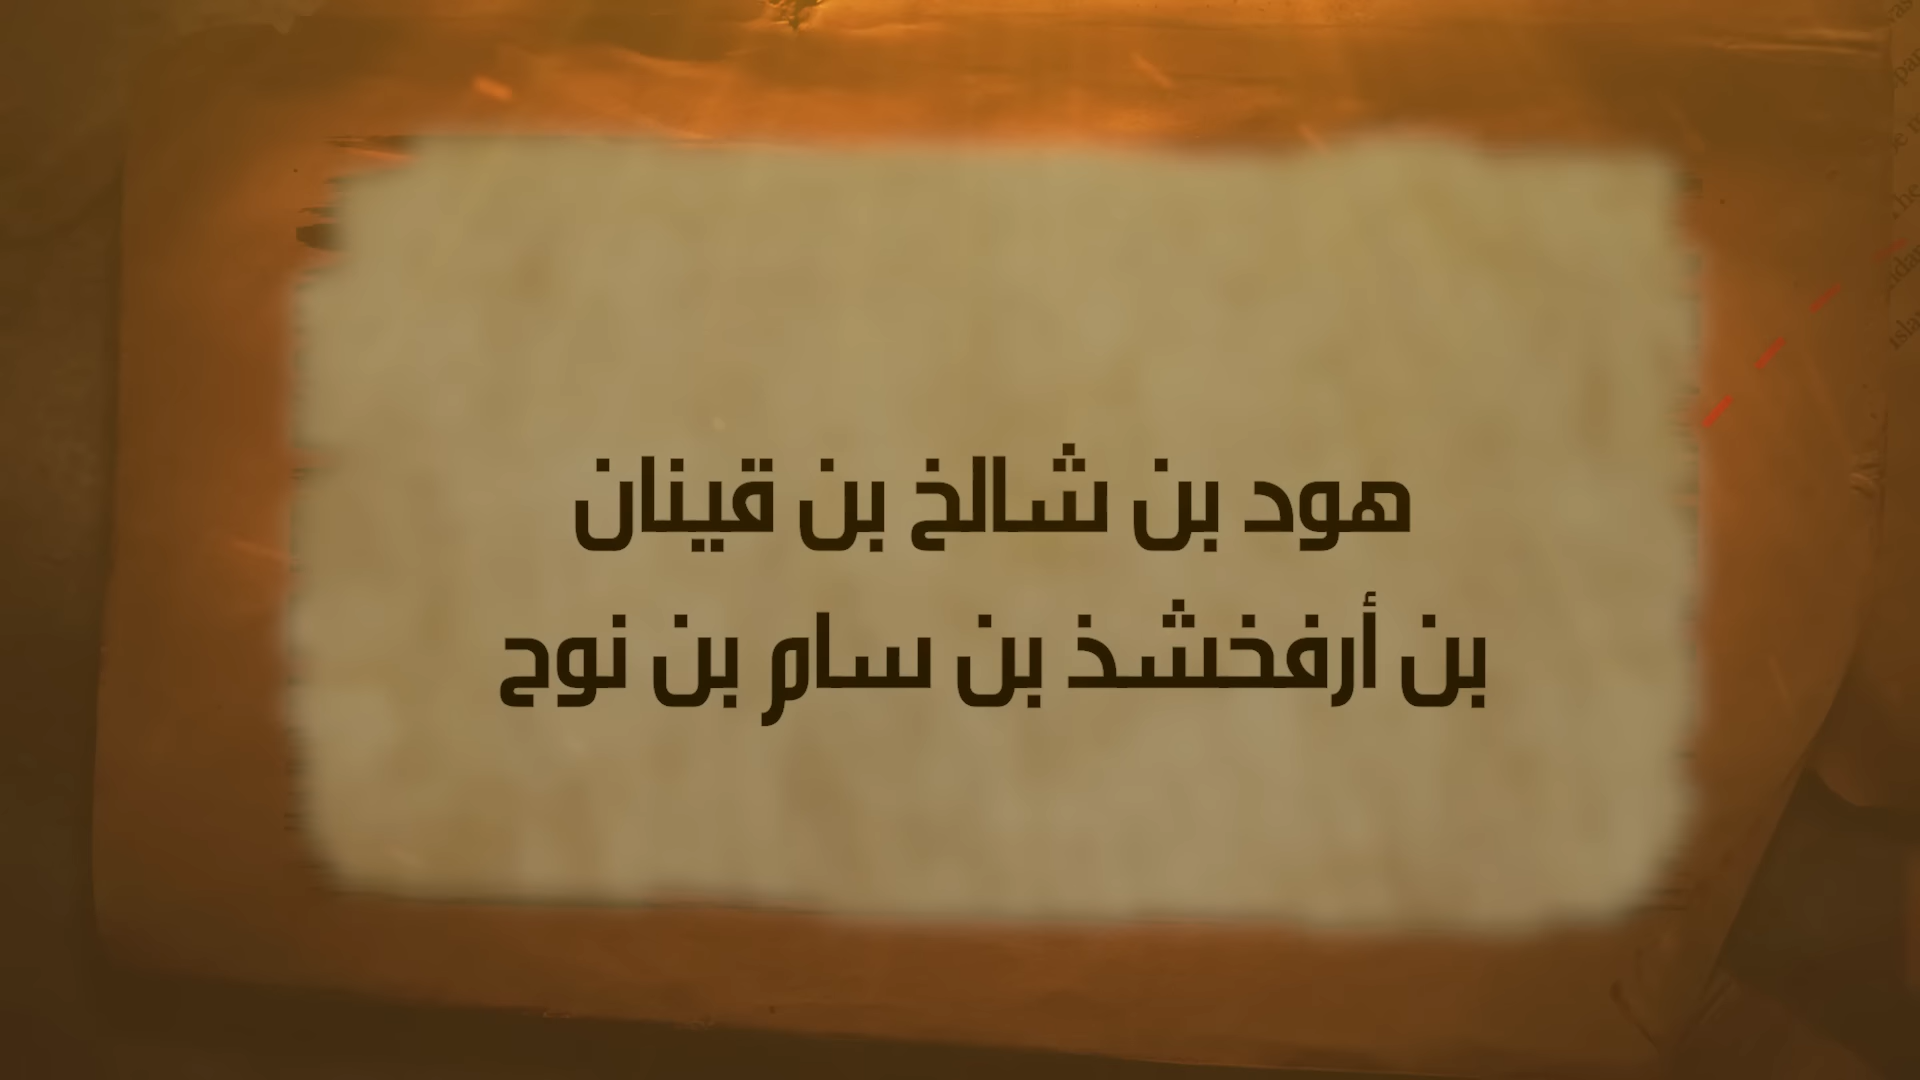 هود بن شالخ بن قينان
بن أرفخشذ بن سام بن نوح